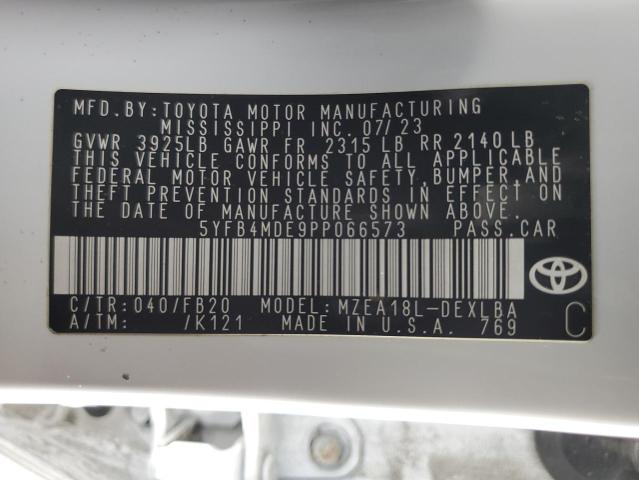 MFD.BY:TOYOTA MOTOR MANUFACTURING
MISSISSIPPI INC. 07/23
GVWR 3925LB GAWR FR 2315 LB RR 2140 LB
THIS VEHICLE CONFORMS TO ALL APPLICABLE
FEDERAL MOTOR VEHICLE SAFETY, BUMPER, AND
THEFT PREVENTION STANDARDS IN EFFECT ON
THE DATE OF MANUFACTURE SHOWN ABOVE.
5YFB4MDE9PP066573 PASS.CAR
C/TR: 040/FB20 MODEL: MZEA18L-DEXLBA
A/TM: /K121 MADE IN U.S.A. 769 C